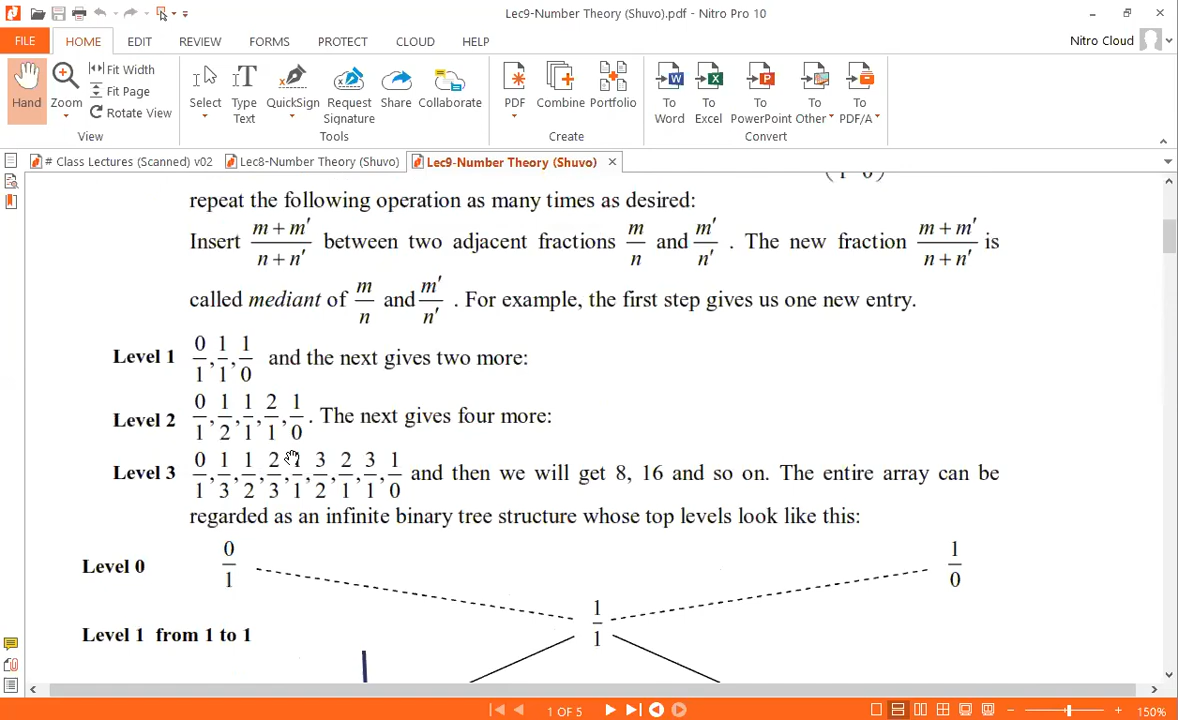 Lec9-Number Theory (Shuvo).pdf - Nitro Pro 10
FILE HOME EDIT REVIEW FORMS PROTECT CLOUD HELP Nitro Cloud
Hand Zoom Fit Width Fit Page Rotate View Select Type Text QuickSign Request Signature Share Collaborate PDF Combine Portfolio To Word To Excel To PowerPoint To Other To PDF/A
View Tools Create Convert
# Class Lectures (Scanned) v02 Lec8-Number Theory (Shuvo) Lec9-Number Theory (Shuvo)
repeat the following operation as many times as desired:
Insert (m + m′)/(n + n′) between two adjacent fractions m/n and m′/n′ . The new fraction (m + m′)/(n + n′) is
called mediant of m/n and m′/n′ . For example, the first step gives us one new entry.
Level 1 0/1, 1/1, 1/0 and the next gives two more:
Level 2 0/1, 1/2, 1/1, 2/1, 1/0 . The next gives four more:
Level 3 0/1, 1/3, 1/2, 2/3, 1/1, 3/2, 2/1, 3/1, 1/0 and then we will get 8, 16 and so on. The entire array can be
regarded as an infinite binary tree structure whose top levels look like this:
Level 0 0/1 1/0
1/1
Level 1 from 1 to 1
1 OF 5 150%